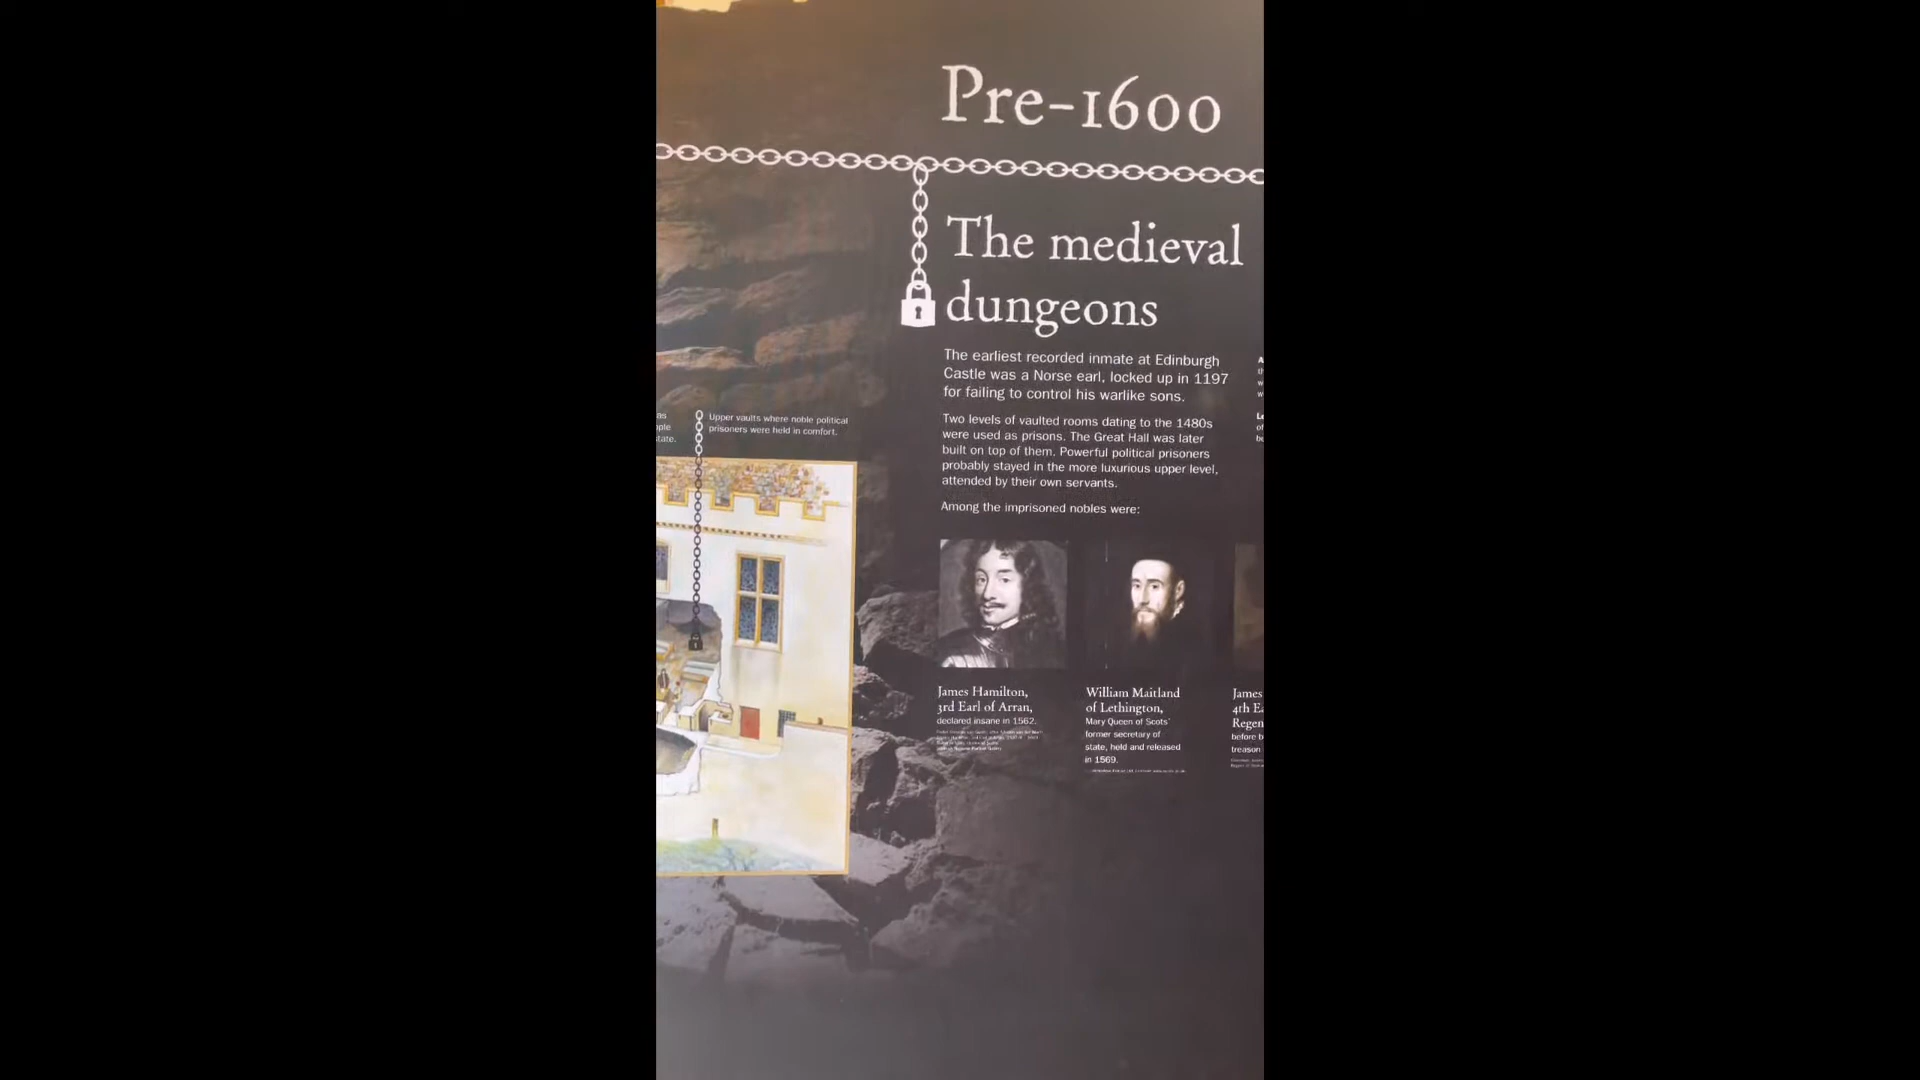 Pre-1600
The medieval
dungeons
The earliest recorded inmate at Edinburgh
Castle was a Norse earl, locked up in 1197
for failing to control his warlike sons.
Two levels of vaulted rooms dating to the 1480s
were used as prisons. The Great Hall was later
built on top of them. Powerful political prisoners
probably stayed in the more luxurious upper level,
attended by their own servants.
Among the imprisoned nobles were:
Upper vaults where noble political
prisoners were held in comfort.
James Hamilton,
3rd Earl of Arran,
declared insane in 1562.
William Maitland
of Lethington,
Mary Queen of Scots'
former secretary of
state, held and released
in 1569.
James
4th
before
treason